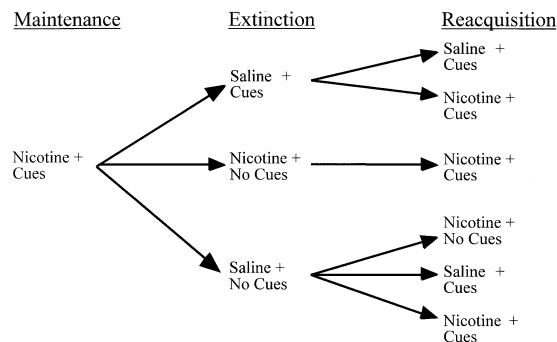 Maintenance
Extinction
Reacquisition
Nicotine +
Cues
Saline +
Cues
Nicotine +
No Cues
Saline +
No Cues
Saline +
Cues
Nicotine +
Cues
Nicotine +
Cues
Nicotine +
No Cues
Saline +
Cues
Nicotine +
Cues